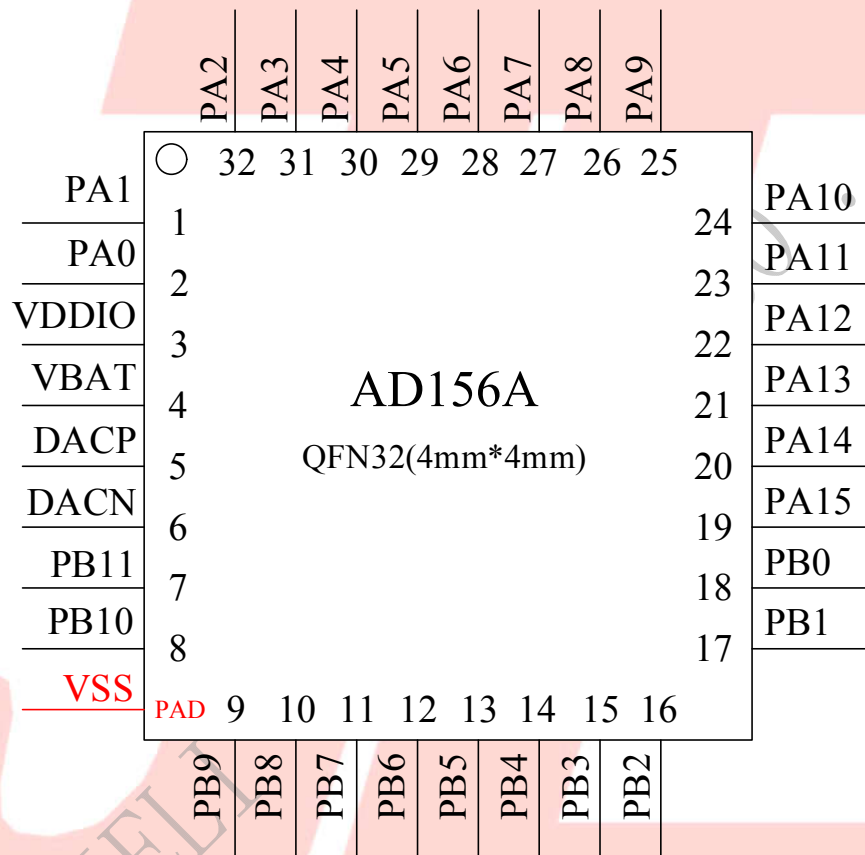 PA2 PA3 PA4 PA5 PA6 PA7 PA8 PA9
32 31 30 29 28 27 26 25
PA1 1
PA0 2
VDDIO 3
VBAT 4
DACP 5
DACN 6
PB11 7
PB10 8
VSS PAD
AD156A
QFN32(4mm*4mm)
24 PA10
23 PA11
22 PA12
21 PA13
20 PA14
19 PA15
18 PB0
17 PB1
9 10 11 12 13 14 15 16
PB9 PB8 PB7 PB6 PB5 PB4 PB3 PB2